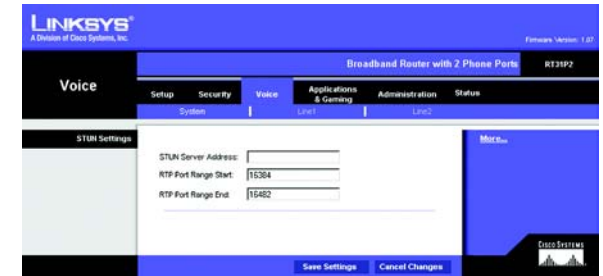 LINKSYS®
A Division of Cisco Systems, Inc.
Firmware Version: 1.07
Broadband Router with 2 Phone Ports RT31P2
Voice
Setup Security Voice Applications & Gaming Administration Status
System Line1 Line2
STUN Settings
More...
STUN Server Address:
RTP Port Range Start: 16384
RTP Port Range End: 16482
CISCO SYSTEMS
Save Settings Cancel Changes